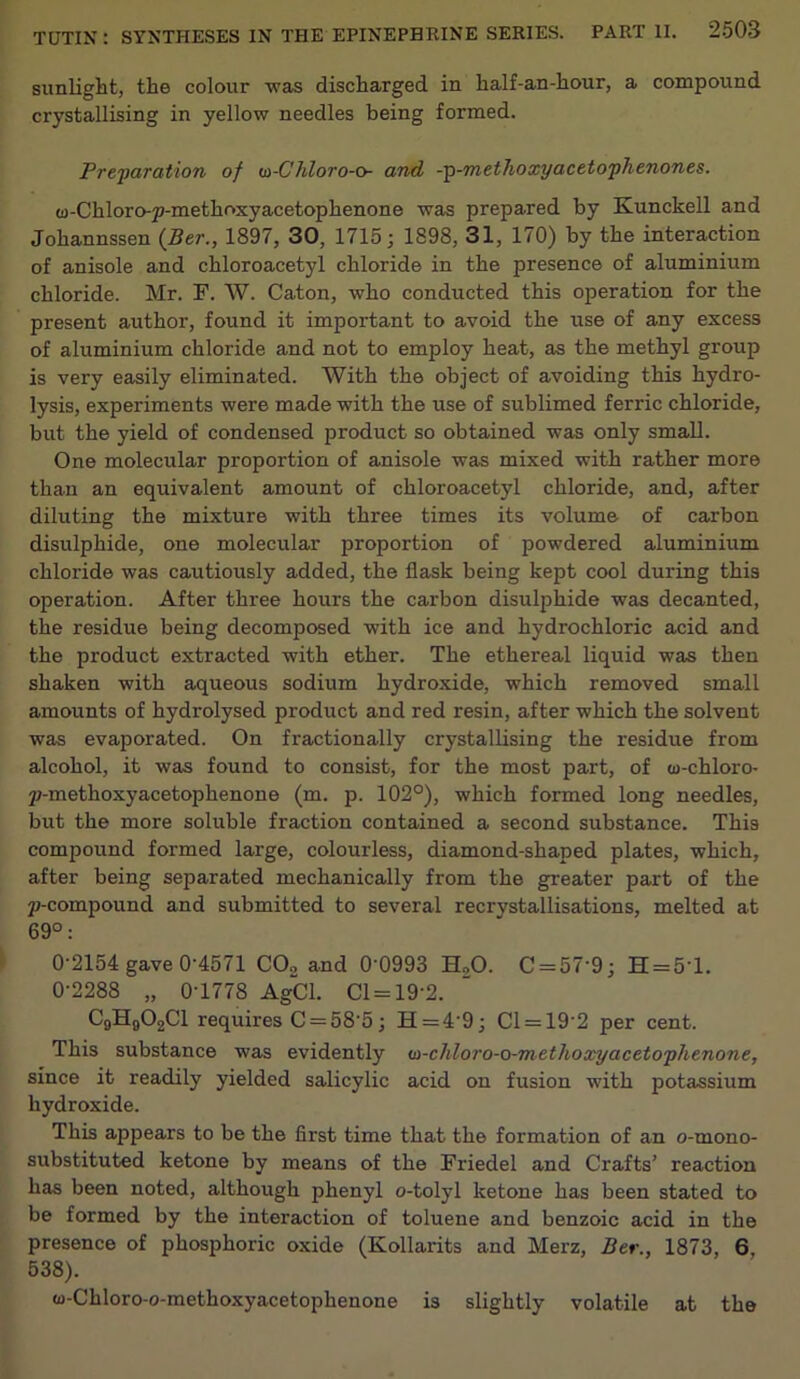 TUTIN: SYNTHESES IN THE EPINEPHRINE SERIES. PART II. 2503
sunlight, the colour was discharged in half-an-hour, a compound
crystallising in yellow needles being formed.
Preparation of ω-Chloro-o- and -p-methoxyacetophenones.
ω-Chloro-p-methoxyacetophenone was prepared by Kunckell and
Johannssen (Ber., 1897, 30, 1715; 1898, 31, 170) by the interaction
of anisole and chloroacetyl chloride in the presence of aluminium
chloride. Mr. F. W. Caton, who conducted this operation for the
present author, found it important to avoid the use of any excess
of aluminium chloride and not to employ heat, as the methyl group
is very easily eliminated. With the object of avoiding this hydro-
lysis, experiments were made with the use of sublimed ferric chloride,
but the yield of condensed product so obtained was only small.
One molecular proportion of anisole was mixed with rather more
than an equivalent amount of chloroacetyl chloride, and, after
diluting the mixture with three times its volume of carbon
disulphide, one molecular proportion of powdered aluminium
chloride was cautiously added, the flask being kept cool during this
operation. After three hours the carbon disulphide was decanted,
the residue being decomposed with ice and hydrochloric acid and
the product extracted with ether. The ethereal liquid was then
shaken with aqueous sodium hydroxide, which removed small
amounts of hydrolysed product and red resin, after which the solvent
was evaporated. On fractionally crystallising the residue from
alcohol, it was found to consist, for the most part, of ω-chloro-
p-methoxyacetophenone (m. p. 102°), which formed long needles,
but the more soluble fraction contained a second substance. This
compound formed large, colourless, diamond-shaped plates, which,
after being separated mechanically from the greater part of the
p-compound and submitted to several recrystallisations, melted at
69°:
0·2154 gave 0·4571 CO₂ and 0·0993 H₂O. C=57·9; H=5·1.
0·2288 „ 0·1778 AgCl. Cl=19·2.
C₉H₉O₂Cl requires C=58·5; H=4·9; Cl=19·2 per cent.
This substance was evidently ω-chloro-o-methoxyacetophenone,
since it readily yielded salicylic acid on fusion with potassium
hydroxide.
This appears to be the first time that the formation of an o-mono-
substituted ketone by means of the Friedel and Crafts' reaction
has been noted, although phenyl o-tolyl ketone has been stated to
be formed by the interaction of toluene and benzoic acid in the
presence of phosphoric oxide (Kollarits and Merz, Ber., 1873, 6,
538).
ω-Chloro-o-methoxyacetophenone is slightly volatile at the